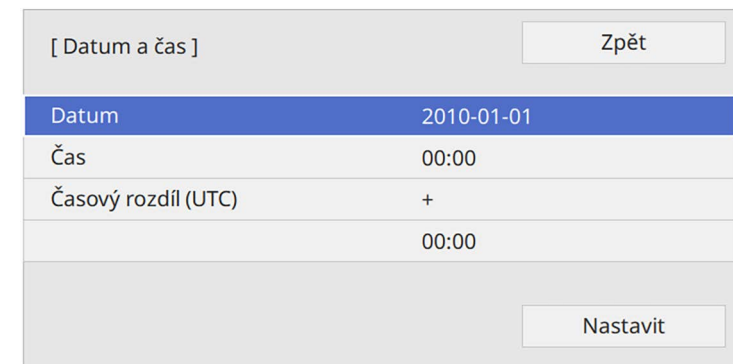 [ Datum a čas ]
Zpět
Datum 2010-01-01
Čas 00:00
Časový rozdíl (UTC) +
00:00
Nastavit